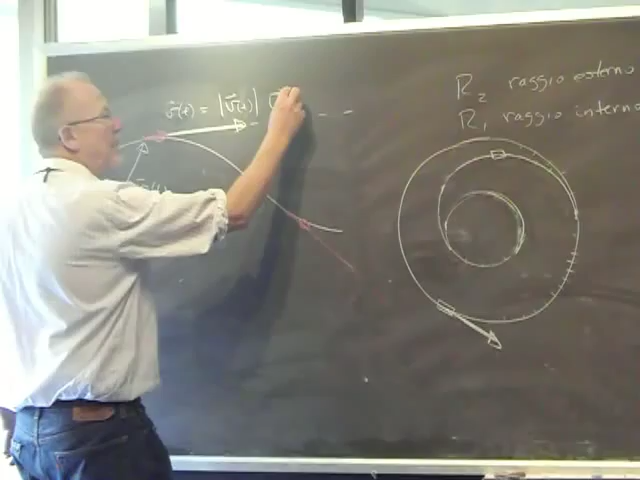 v⃗(t) = |v⃗(t)|
R₂ raggio esterno
R₁ raggio interno